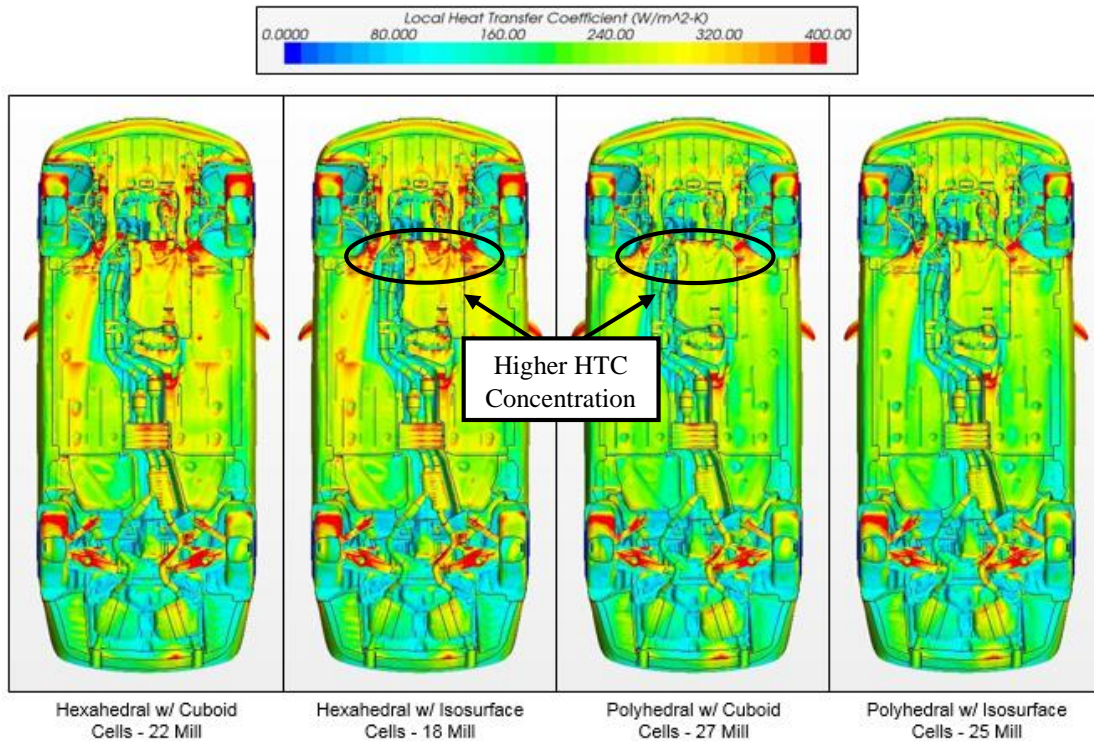 Local Heat Transfer Coefficient (W/m^2-K)
0.0000 80.000 160.00 240.00 320.00 400.00
Higher HTC
Concentration
Hexahedral w/ Cuboid
Cells - 22 Mill
Hexahedral w/ Isosurface
Cells - 18 Mill
Polyhedral w/ Cuboid
Cells - 27 Mill
Polyhedral w/ Isosurface
Cells - 25 Mill